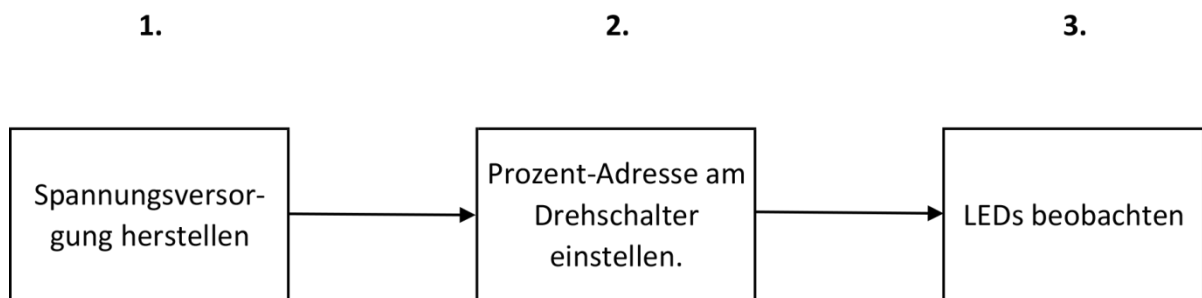 1.
2.
3.
Spannungsversor-
gung herstellen
Prozent-Adresse am
Drehschalter
einstellen.
LEDs beobachten